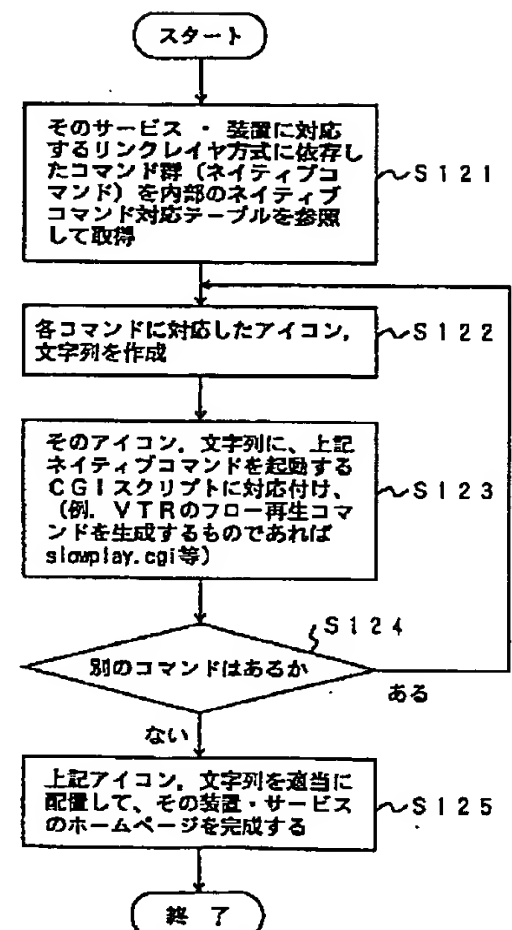 スタート
そのサービス・装置に対応
するリンクレイヤ方式に依存し
たコマンド群（ネイティブコ
マンド）を内部のネイティブ
コマンド対応テーブルを参照
して取得
S121
各コマンドに対応したアイコン，
文字列を作成
S122
そのアイコン，文字列に、上記
ネイティブコマンドを起動する
CGIスクリプトに対応付け、
（例．VTRのフロー再生コマ
ンドを生成するものであれば
slowplay.cgi等）
S123
S124
別のコマンドはあるか
ある
ない
上記アイコン，文字列を適当に
配置して、その装置・サービス
のホームページを完成する
S125
終了